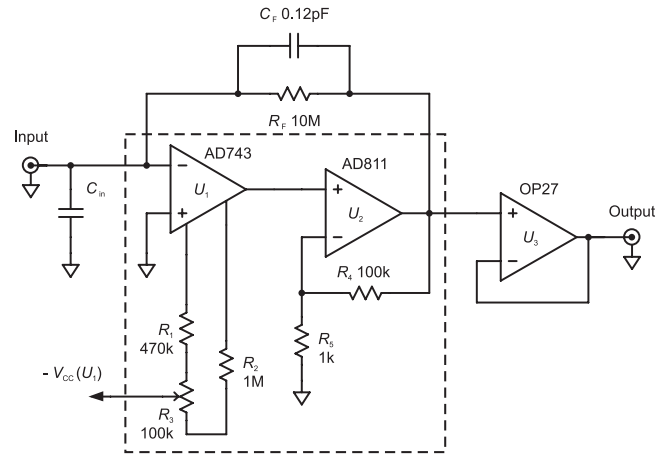 C_F 0.12pF
R_F 10M
Input
C_in
AD743
−
+
U_1
AD811
+
−
U_2
OP27
+
−
U_3
Output
R_4 100k
R_1
470k
R_2
1M
R_5
1k
- V_CC (U_1)
R_3
100k